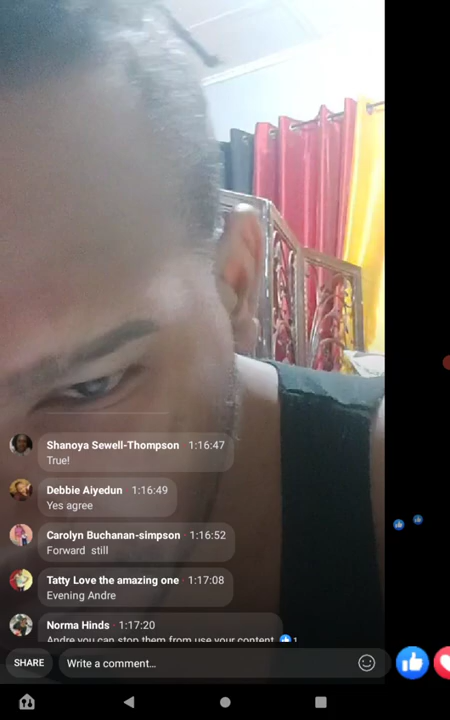 Shanoya Sewell-Thompson 1:16:47
True!
Debbie Aiyedun 1:16:49
Yes agree
Carolyn Buchanan-simpson · 1:16:52
Forward still
Tatty Love the amazing one · 1:17:08
Evening Andre
Norma Hinds · 1:17:20
Andre you can stop them from use your content 1
SHARE Write a comment...